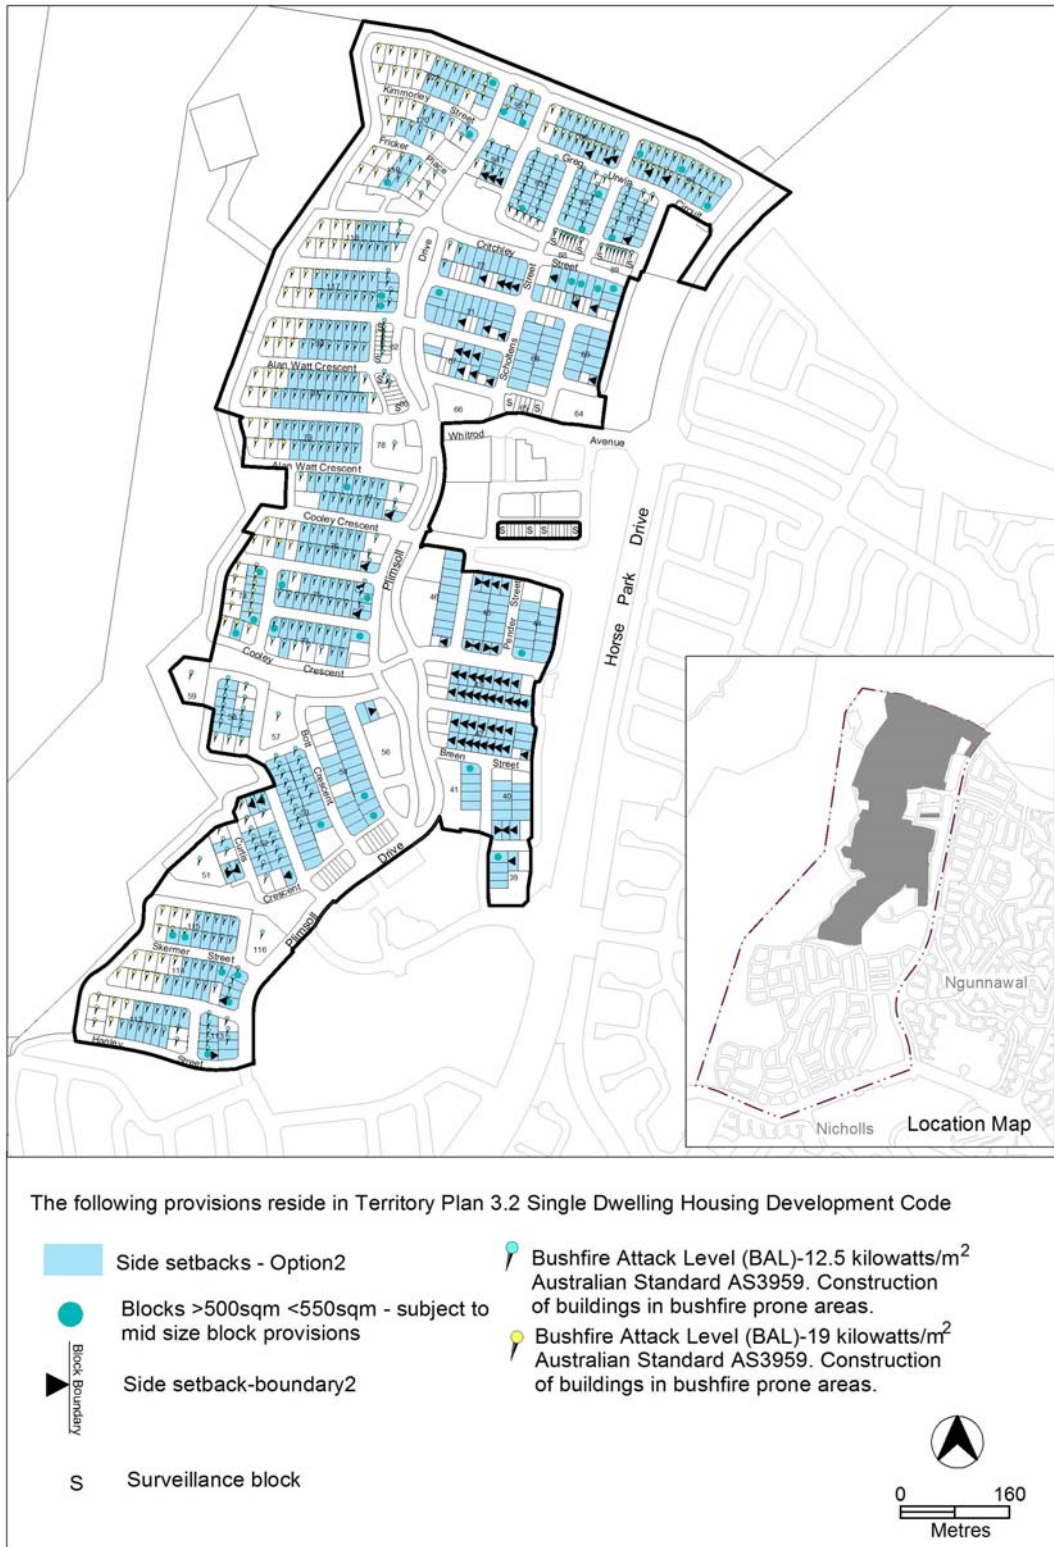 Kimmorley
Street
Fricker
Place
Greg
Urwin
Circuit
Drive
Critchley
Street
Street
Scholtens
Alan Watt Crescent
66
64
Whitrod
Avenue
78
Alan Watt Crescent
Cooley Crescent
S S S S
Plimsoll
Horse Park Drive
46
Pender Street
Cooley
Crescent
59
57
Bott
Crescent
56
Breen
Street
41
40
39
Curtis
Crescent
51
Drive
Plimsoll
116
Skermer
Street
Hanley
Street
Ngunnawal
Nicholls
Location Map
The following provisions reside in Territory Plan 3.2 Single Dwelling Housing Development Code
Side setbacks - Option2
Blocks >500sqm <550sqm - subject to
mid size block provisions
Block Boundary
Side setback-boundary2
S Surveillance block
Bushfire Attack Level (BAL)-12.5 kilowatts/m²
Australian Standard AS3959. Construction
of buildings in bushfire prone areas.
Bushfire Attack Level (BAL)-19 kilowatts/m²
Australian Standard AS3959. Construction
of buildings in bushfire prone areas.
0 160
Metres